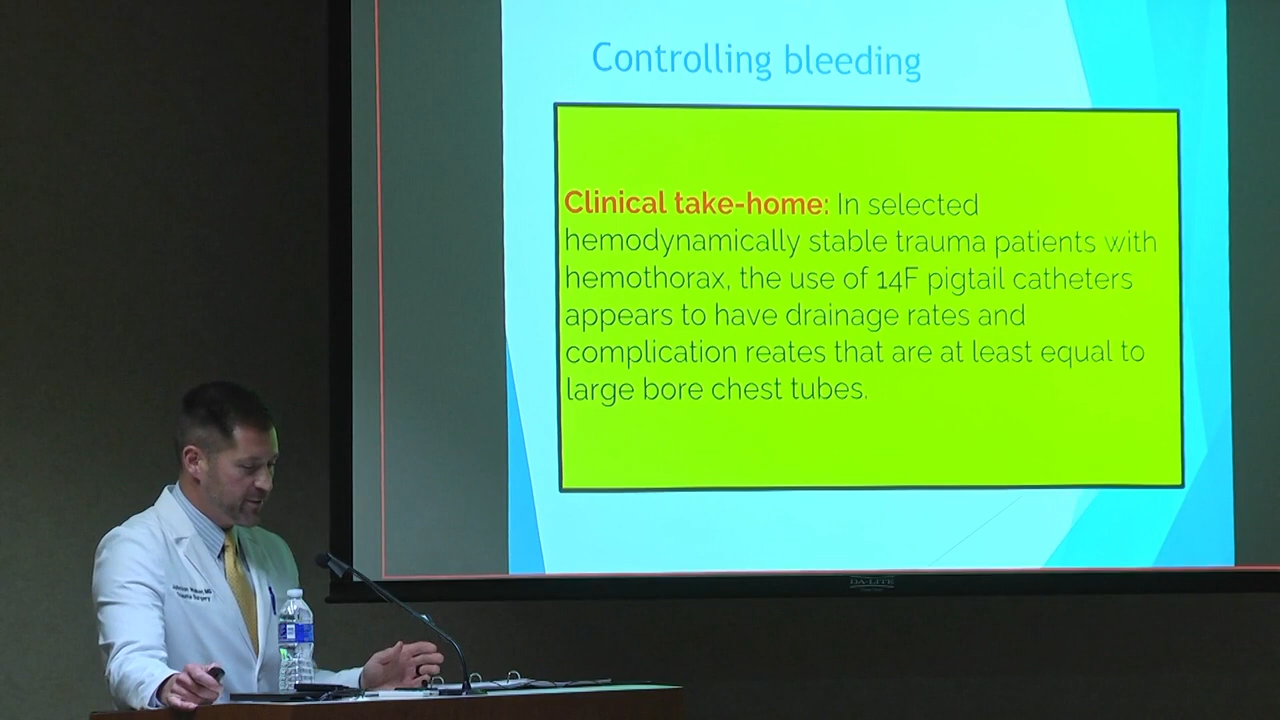 Controlling bleeding
Clinical take-home: In selected
hemodynamically stable trauma patients with
hemothorax, the use of 14F pigtail catheters
appears to have drainage rates and
complication reates that are at least equal to
large bore chest tubes.
DA-LITE
Trauma Surgery